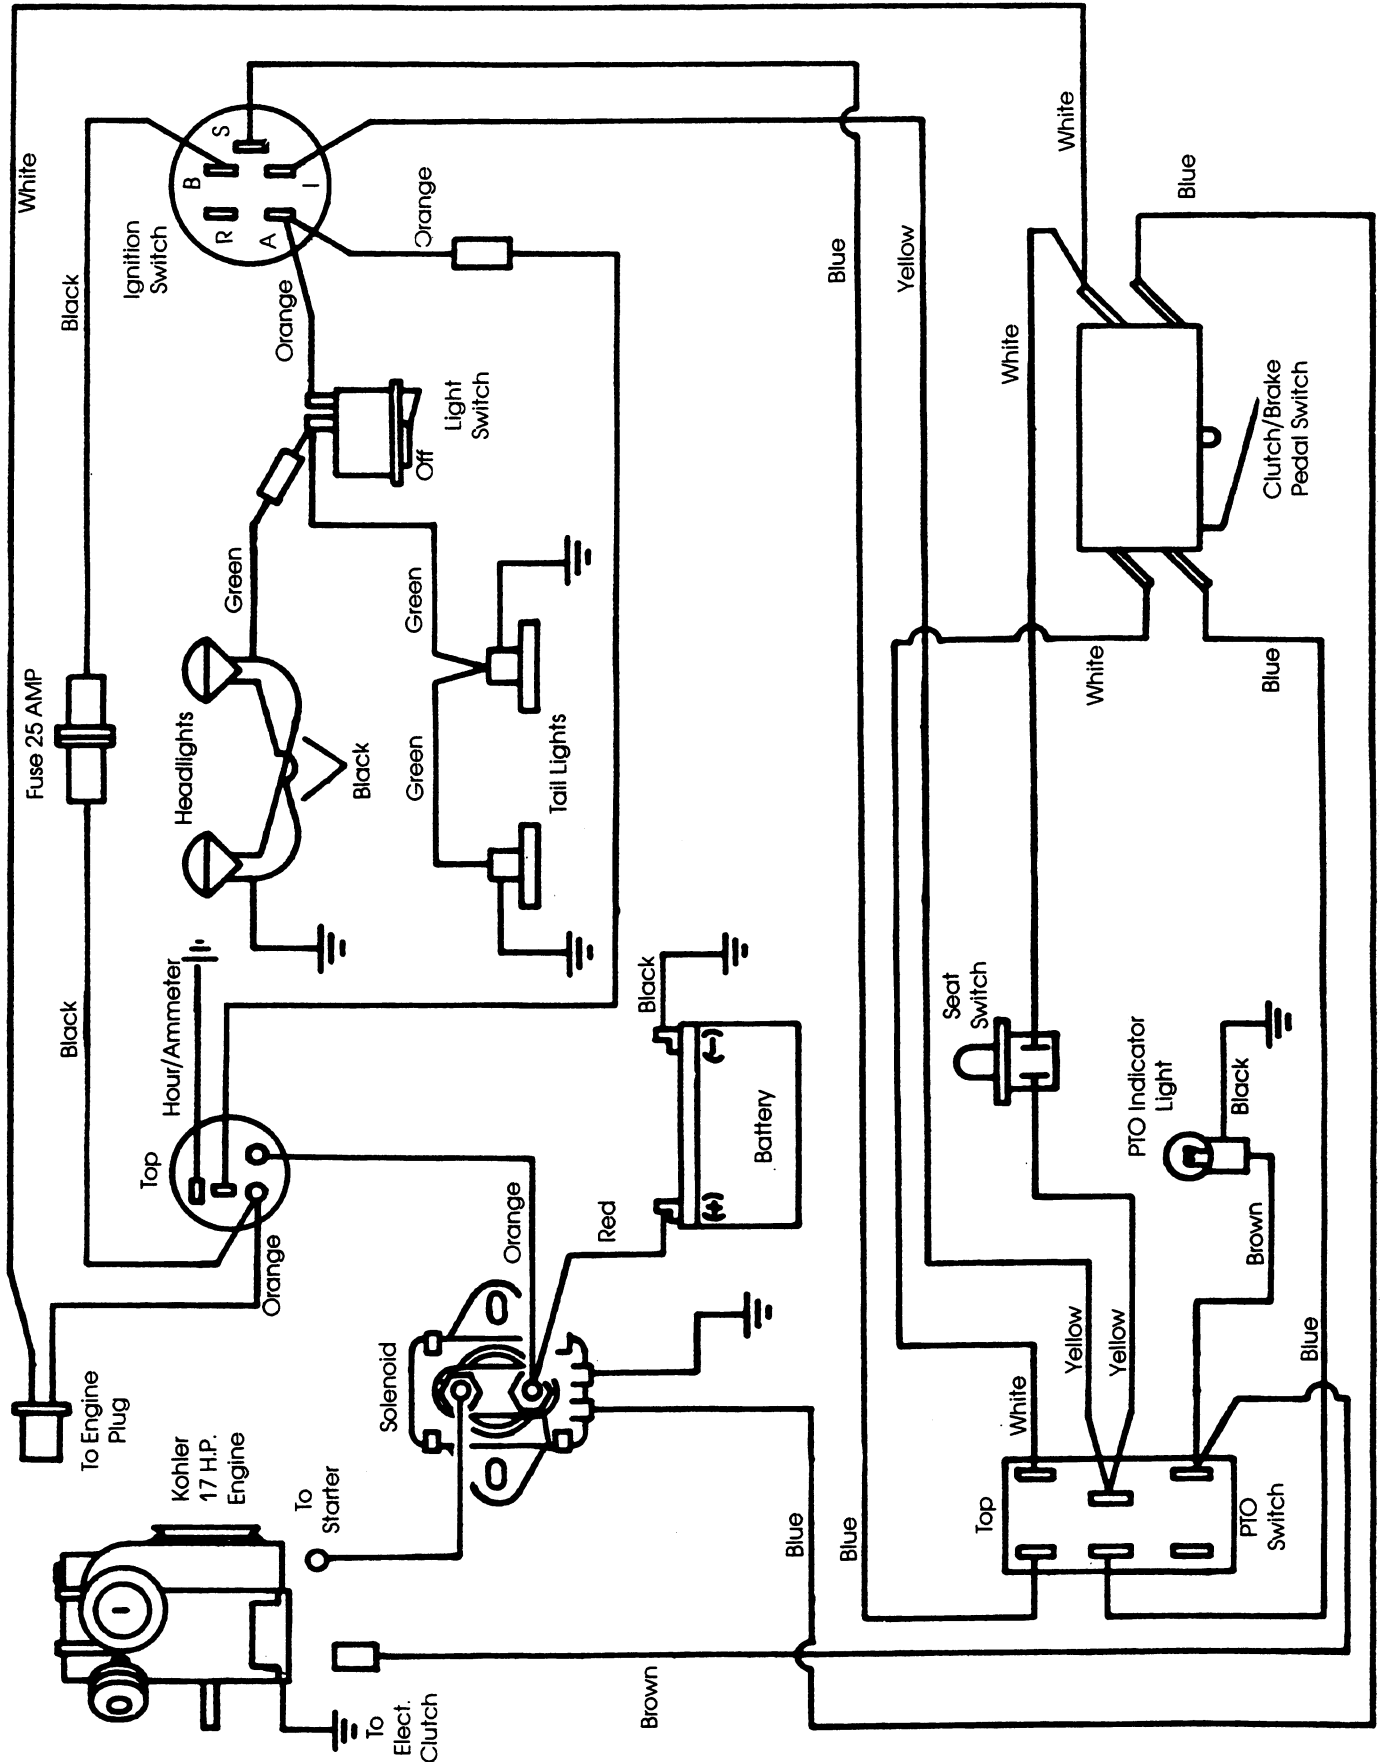 White
Fuse 25 AMP
To Engine
Plug
Black
Black
Ignition
Switch
B
S
R
A
I
Top
Hour/Ammeter
Headlights
Kohler
17 H.P.
Engine
Green
Orange
Orange
To
Starter
Black
Solenoid
To
Elect.
Clutch
Green
Green
Off
Orange
Light
Switch
Orange
Tail Lights
Red
Brown
Black
(+)
(-)
Battery
Blue
Blue
Blue
Yellow
Seat
Switch
Top
White
White
White
White
Yellow
Yellow
PTO Indicator
Light
Blue
PTO
Switch
Brown
Black
Blue
Clutch/Brake
Pedal Switch
Blue